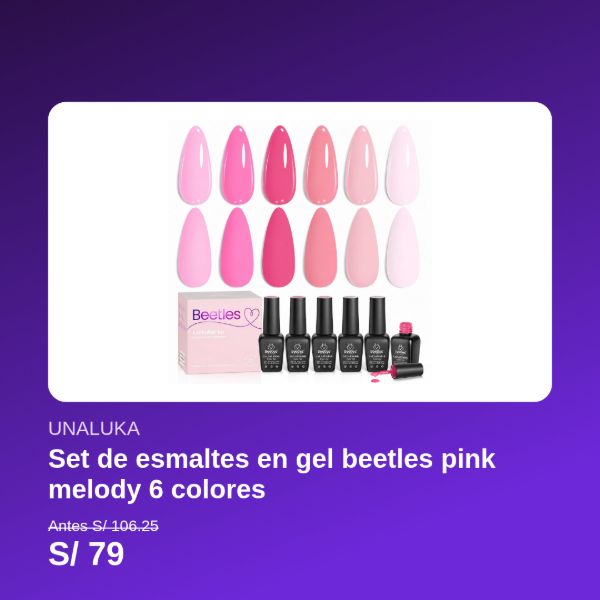 Beetles
UNALUKA
Set de esmaltes en gel beetles pink
melody 6 colores
Antes S/ 106.25
S/ 79